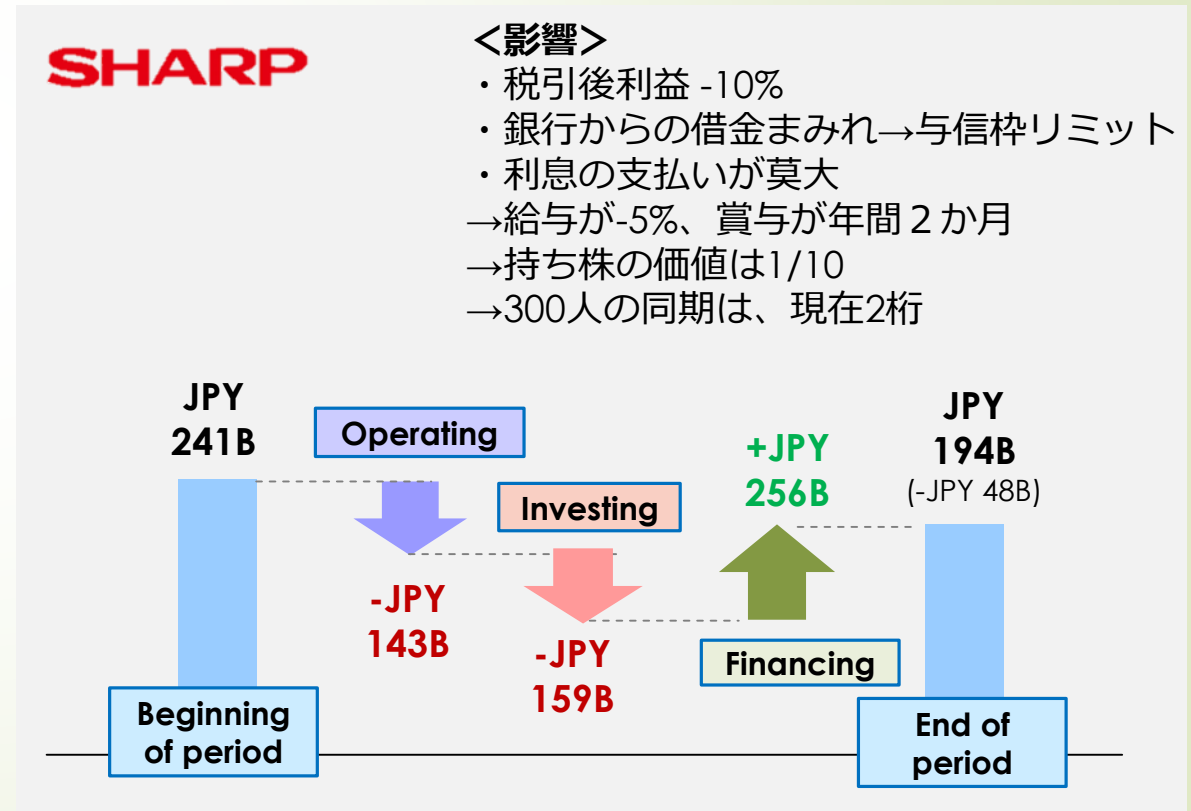 SHARP
＜影響＞
・税引後利益 -10%
・銀行からの借金まみれ→与信枠リミット
・利息の支払いが莫大
→給与が-5%、賞与が年間２か月
→持ち株の価値は1/10
→300人の同期は、現在2桁
JPY
241B
Operating
-JPY
143B
Investing
-JPY
159B
+JPY
256B
Financing
JPY
194B
(-JPY 48B)
Beginning
of period
End of
period